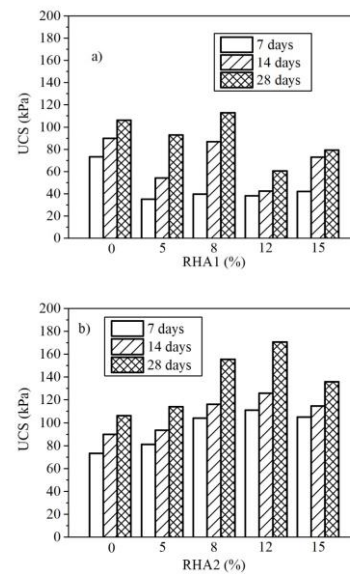 200
180
160
140
120
100
80
60
40
20
0
UCS (kPa)
a)
7 days
14 days
28 days
0 5 8 12 15
RHA1 (%)
200
180
160
140
120
100
80
60
40
20
0
UCS (kPa)
b)
7 days
14 days
28 days
0 5 8 12 15
RHA2 (%)